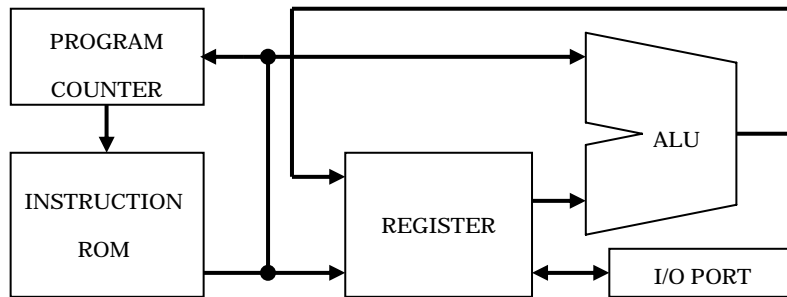 PROGRAM
COUNTER
ALU
INSTRUCTION
ROM
REGISTER
I/O PORT